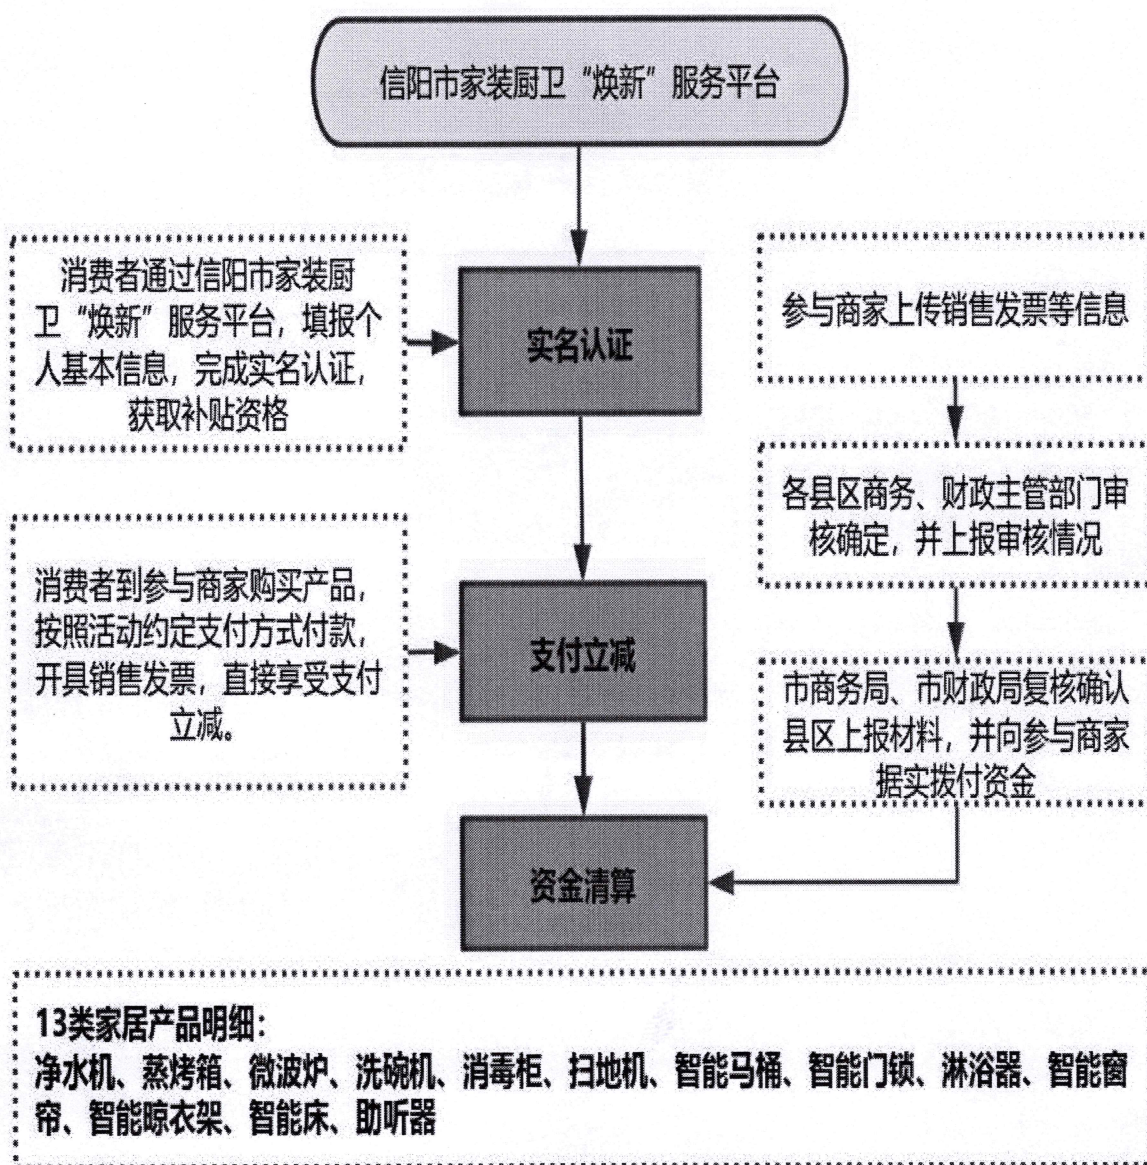 信阳市家装厨卫“焕新”服务平台
消费者通过信阳市家装厨
卫“焕新”服务平台，填报个
人基本信息，完成实名认证，
获取补贴资格
实名认证
参与商家上传销售发票等信息
各县区商务、财政主管部门审
核确定，并上报审核情况
消费者到参与商家购买产品，
按照活动约定支付方式付款，
开具销售发票，直接享受支付
立减。
支付立减
市商务局、市财政局复核确认
县区上报材料，并向参与商家
据实拨付资金
资金清算
13类家居产品明细：
净水机、蒸烤箱、微波炉、洗碗机、消毒柜、扫地机、智能马桶、智能门锁、淋浴器、智能窗
帘、智能晾衣架、智能床、助听器